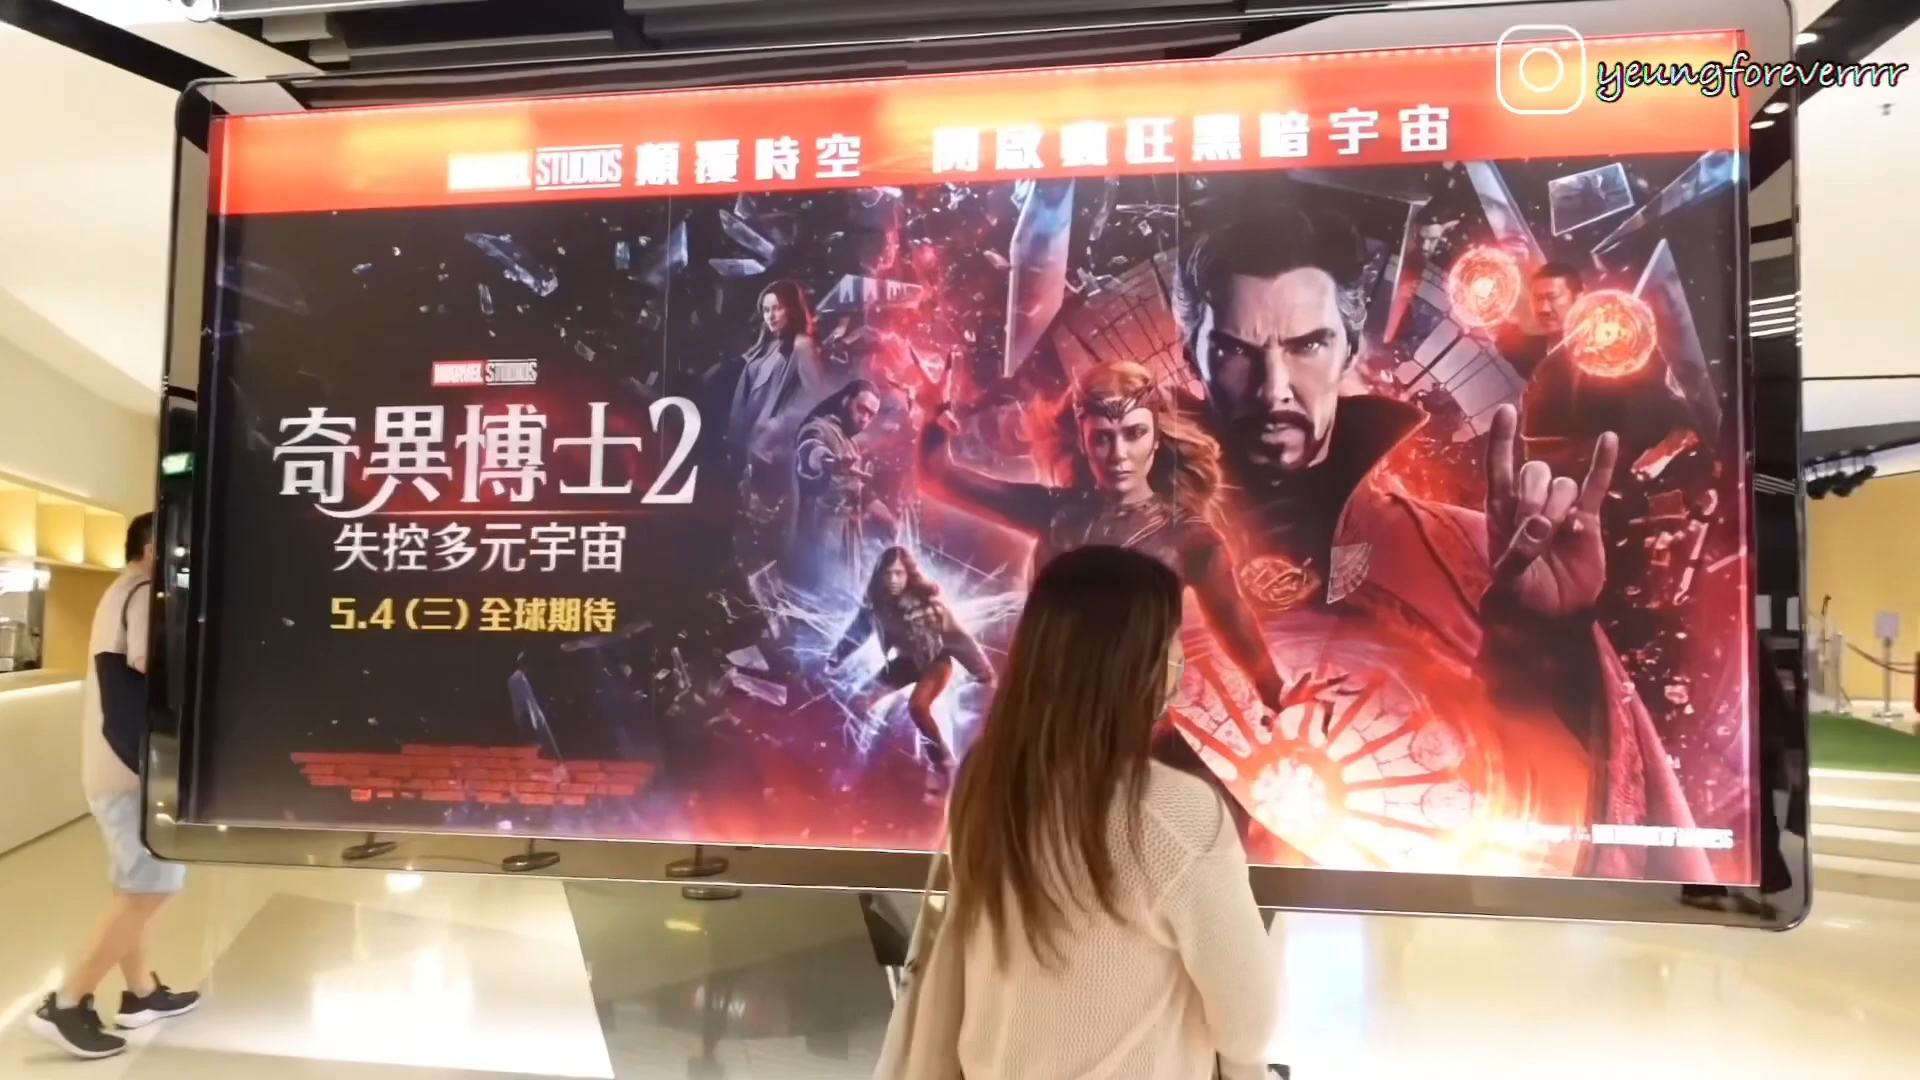 yeungforeverrrr
MARVEL STUDIOS 顛覆時空 開啟瘋狂黑暗宇宙
MARVEL STUDIOS
奇異博士2
失控多元宇宙
5.4 (三) 全球期待